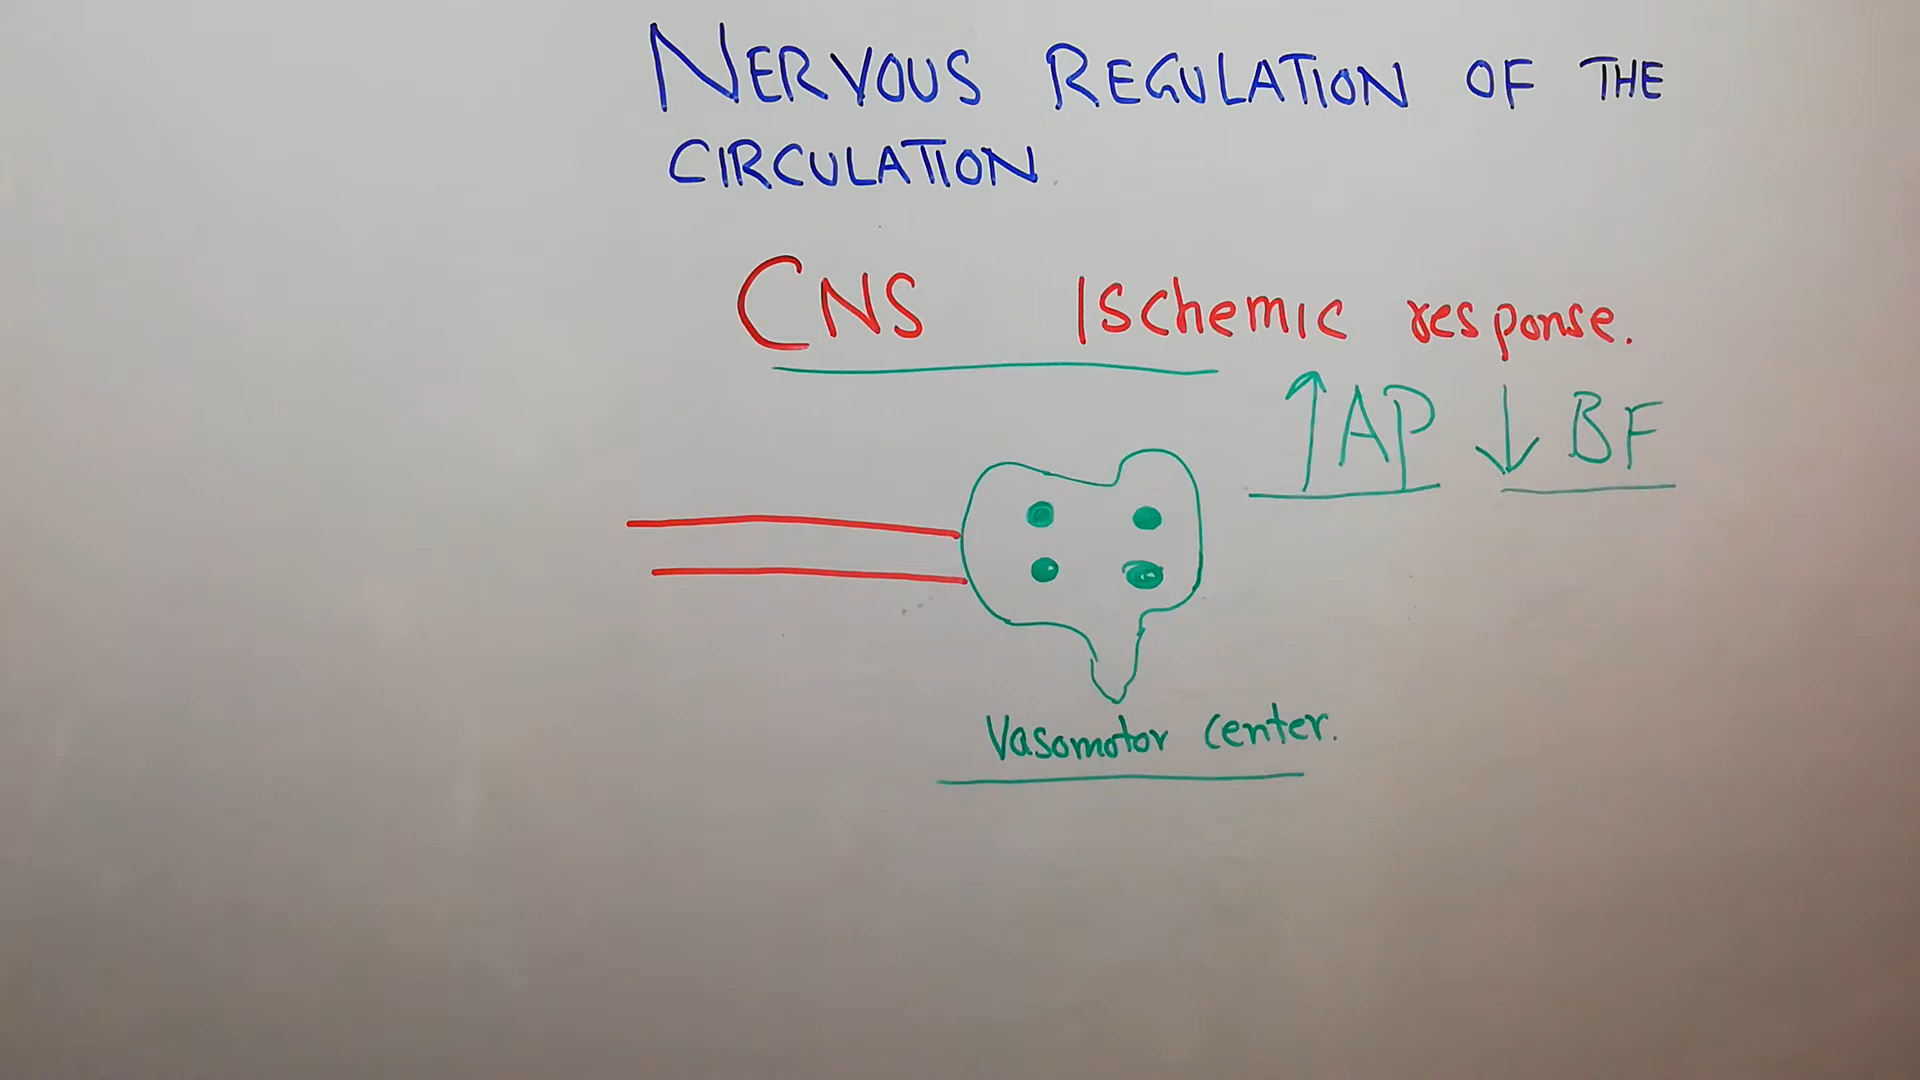 NERVOUS REGULATION OF THE
CIRCULATION
CNS Ischemic response.
↑AP ↓BF
Vasomotor center.